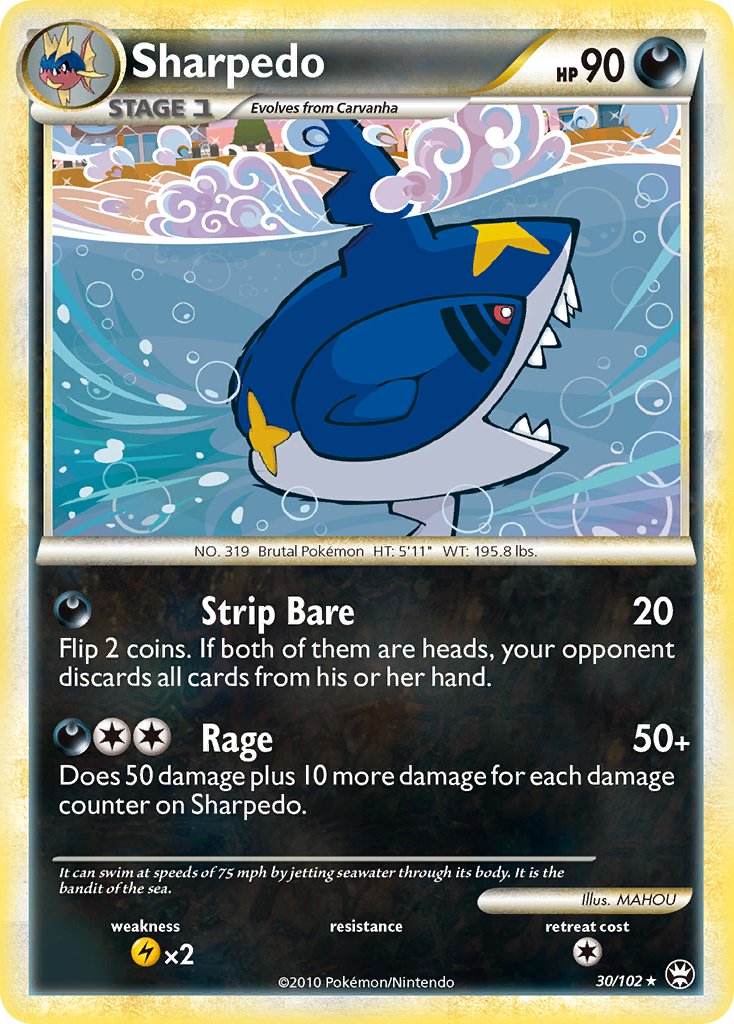 Sharpedo
HP 90
STAGE 1
Evolves from Carvanha
NO. 319 Brutal Pokémon HT: 5'11" WT: 195.8 lbs.
Strip Bare 20
Flip 2 coins. If both of them are heads, your opponent
discards all cards from his or her hand.
Rage 50+
Does 50 damage plus 10 more damage for each damage
counter on Sharpedo.
It can swim at speeds of 75 mph by jetting seawater through its body. It is the
bandit of the sea.
Illus. MAHOU
weakness resistance retreat cost
×2
©2010 Pokémon/Nintendo 30/102 ★